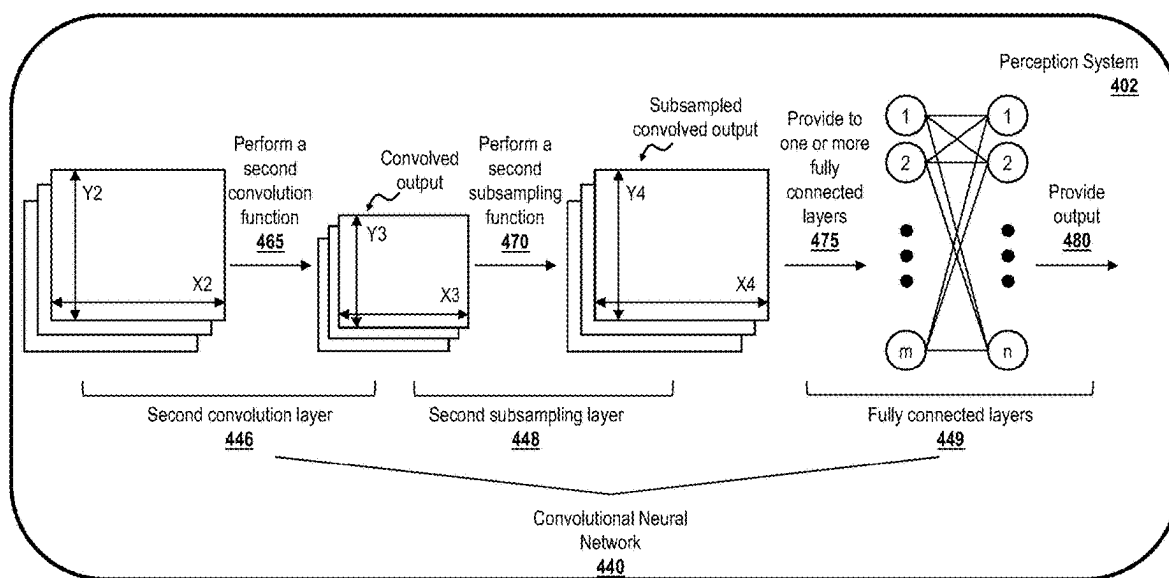 Perception System
402
Y2
X2
Perform a
second
convolution
function
465
Convolved
output
Y3
X3
Perform a
second
subsampling
function
470
Subsampled
convolved output
Y4
X4
Provide to
one or more
fully
connected
layers
475
1
2
m
1
2
n
Provide
output
480
Second convolution layer
446
Second subsampling layer
448
Fully connected layers
449
Convolutional Neural
Network
440